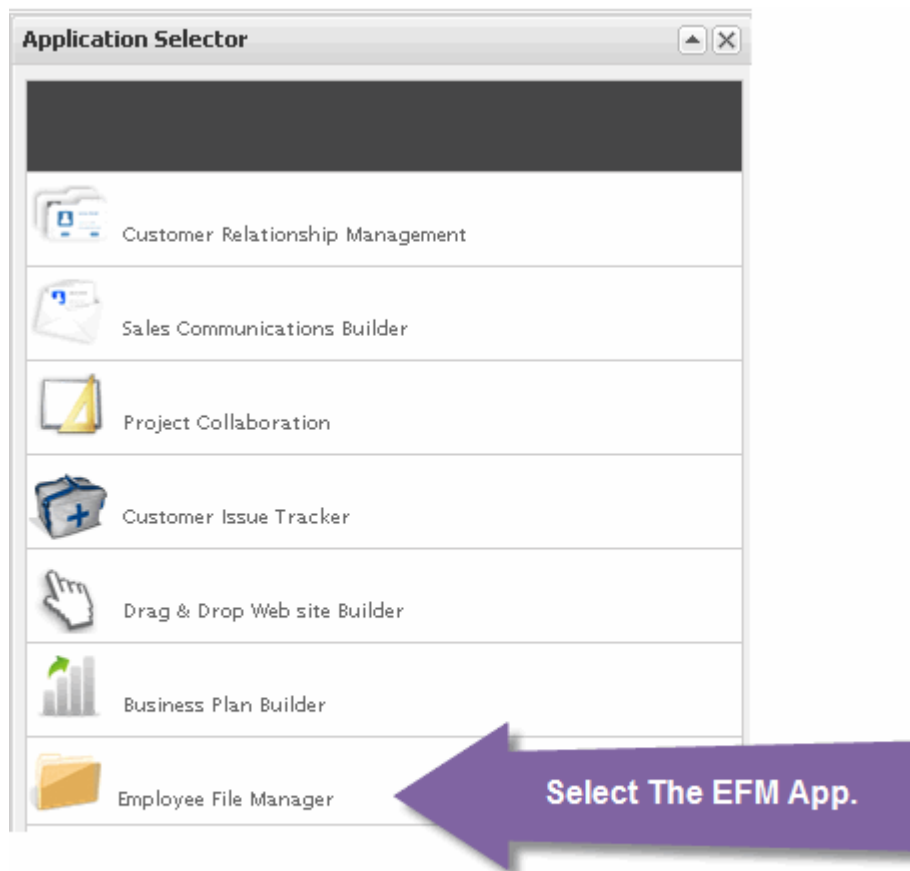 Application Selector
Customer Relationship Management
Sales Communications Builder
Project Collaboration
Customer Issue Tracker
Drag & Drop Web site Builder
Business Plan Builder
Employee File Manager
Select The EFM App.